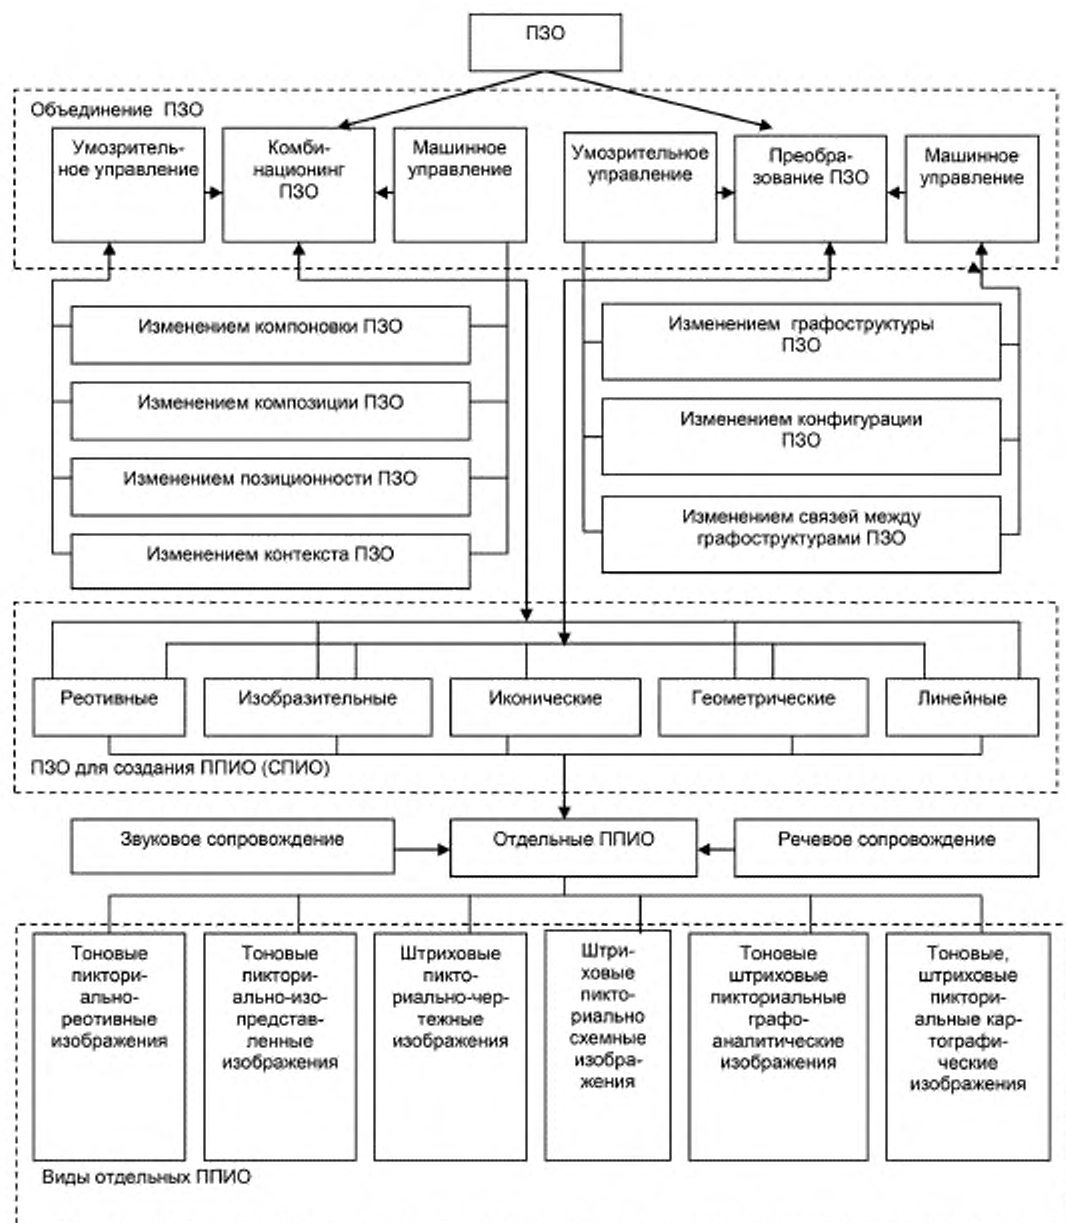 ПЗО
Объединение ПЗО
Умозритель-
ное управление
Комби-
национинг
ПЗО
Машинное
управление
Умозрительное
управление
Преобра-
зование ПЗО
Машинное
управление
Изменением компоновки ПЗО
Изменением композиции ПЗО
Изменением позиционности ПЗО
Изменением контекста ПЗО
Изменением графоструктуры
ПЗО
Изменением конфигурации
ПЗО
Изменением связей между
графоструктурами ПЗО
Реотивные
Изобразительные
Иконические
Геометрические
Линейные
ПЗО для создания ППИО (СПИО)
Звуковое сопровождение
Отдельные ППИО
Речевое сопровождение
Тоновые
пиктори-
ально-
реотивные
изображения
Тоновые
пиктори-
ально-изо-
представ-
ленные
изображения
Штриховые
пикто-
риально-чер-
тежные
изображения
Штри-
ховые
пикто-
риально
схемные
изобра-
жения
Тоновые
штриховые
пикториальные
графо-
аналитические
изображения
Тоновые,
штриховые
пиктори-
альные кар-
тографи-
ческие
изображения
Виды отдельных ППИО